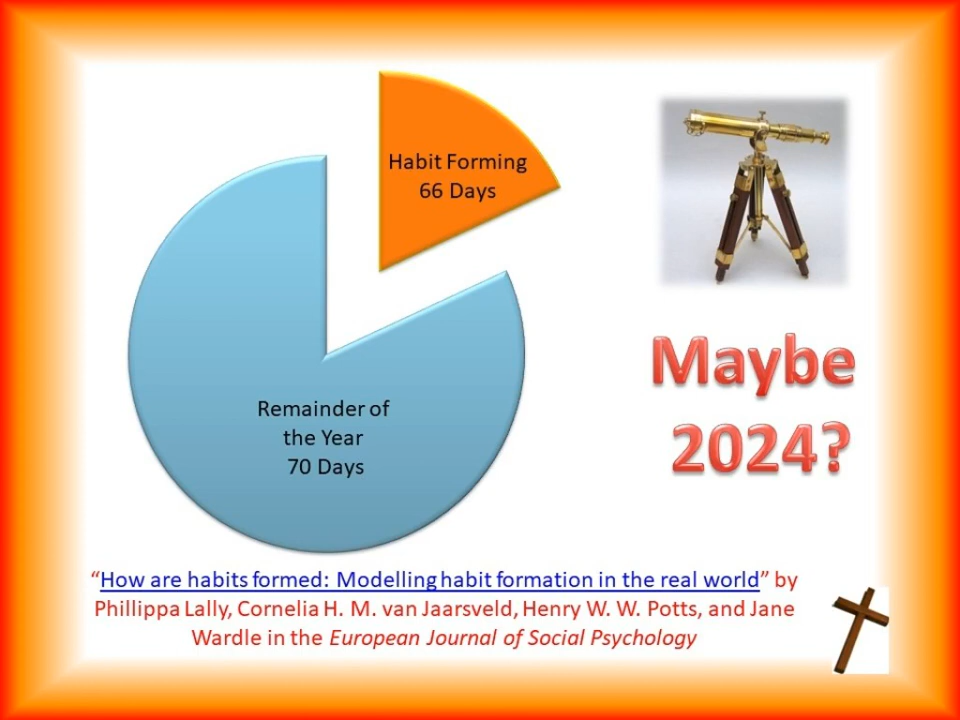 Habit Forming
66 Days
Remainder of
the Year
70 Days
Maybe
2024?
“How are habits formed: Modelling habit formation in the real world” by
Phillippa Lally, Cornelia H. M. van Jaarsveld, Henry W. W. Potts, and Jane
Wardle in the European Journal of Social Psychology